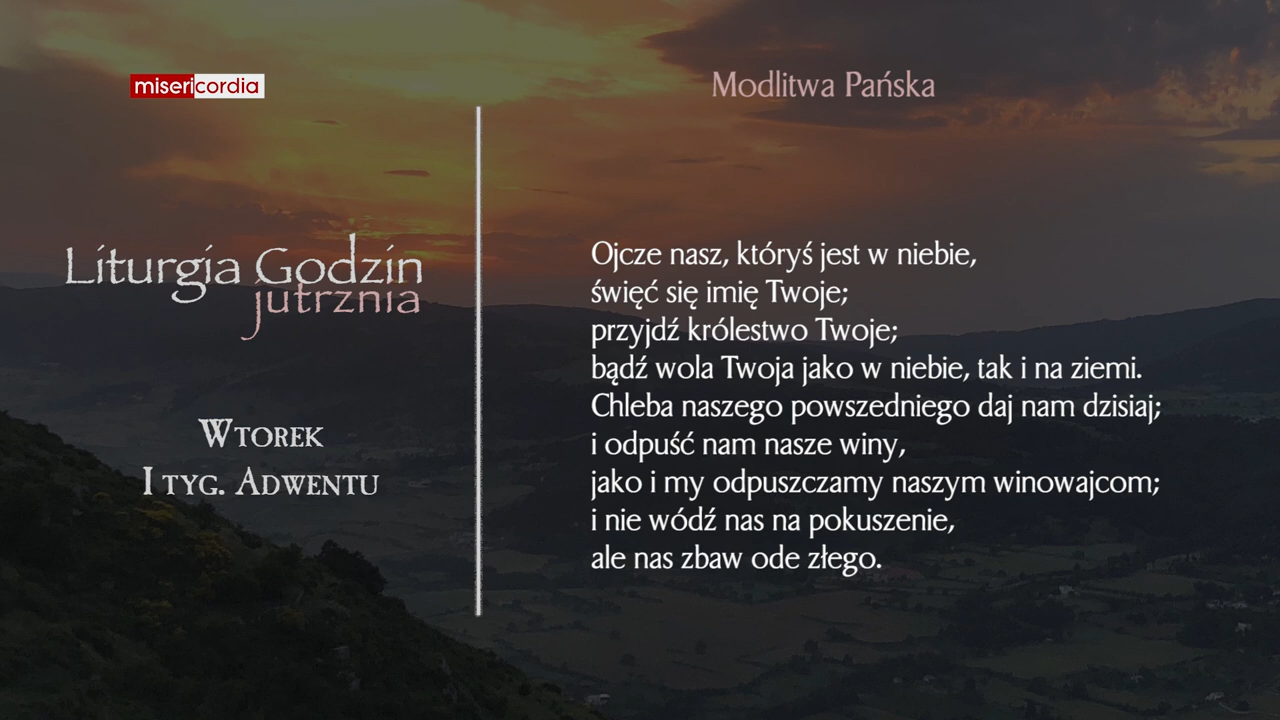 misericordia
Liturgia Godzin
jutrznia
Wtorek
I tyg. Adwentu
Modlitwa Pańska
Ojcze nasz, któryś jest w niebie,
święć się imię Twoje;
przyjdź królestwo Twoje;
bądź wola Twoja jako w niebie, tak i na ziemi.
Chleba naszego powszedniego daj nam dzisiaj;
i odpuść nam nasze winy,
jako i my odpuszczamy naszym winowajcom;
i nie wódź nas na pokuszenie,
ale nas zbaw ode złego.